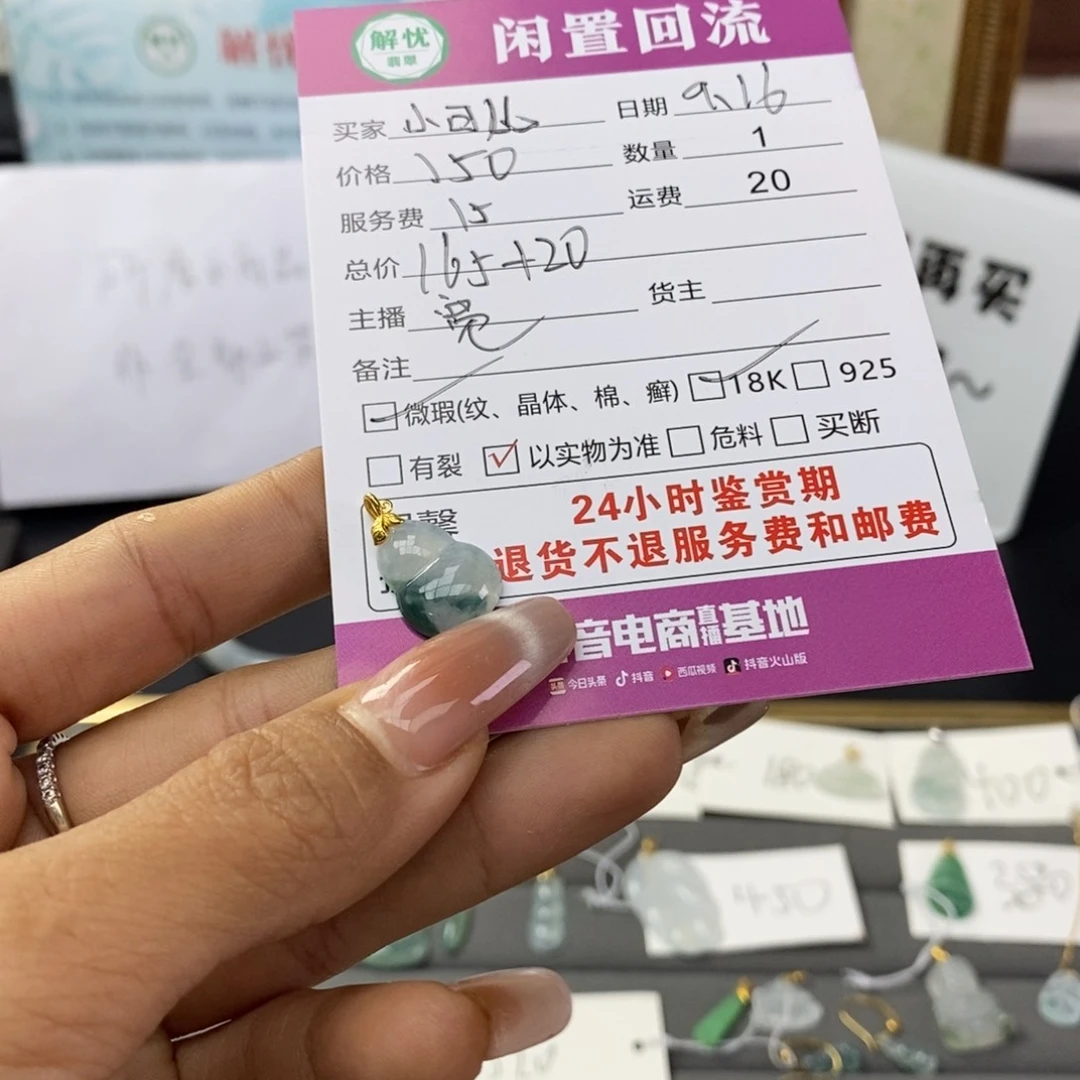 解忧
翡翠
闲置回流
买家 日期 9.16
价格 150 数量 1
服务费 15 运费 20
总价 165+20
主播 亮 货主
备注
微瑕(纹、晶体、棉、癣) 18K 925
有裂 以实物为准 危料 买断
24小时鉴赏期
退货不退服务费和邮费
音电商直播基地
今日头条 抖音 西瓜视频 抖音火山版
再买
180
400
450